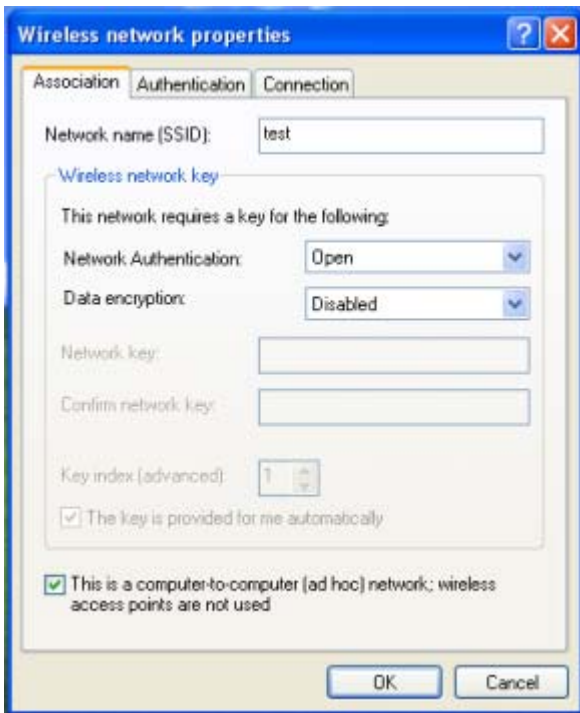 Wireless network properties
Association Authentication Connection
Network name (SSID): test
Wireless network key
This network requires a key for the following:
Network Authentication: Open
Data encryption: Disabled
Network key:
Confirm network key:
Key index (advanced): 1
The key is provided for me automatically
This is a computer-to-computer (ad hoc) network; wireless
access points are not used
OK Cancel